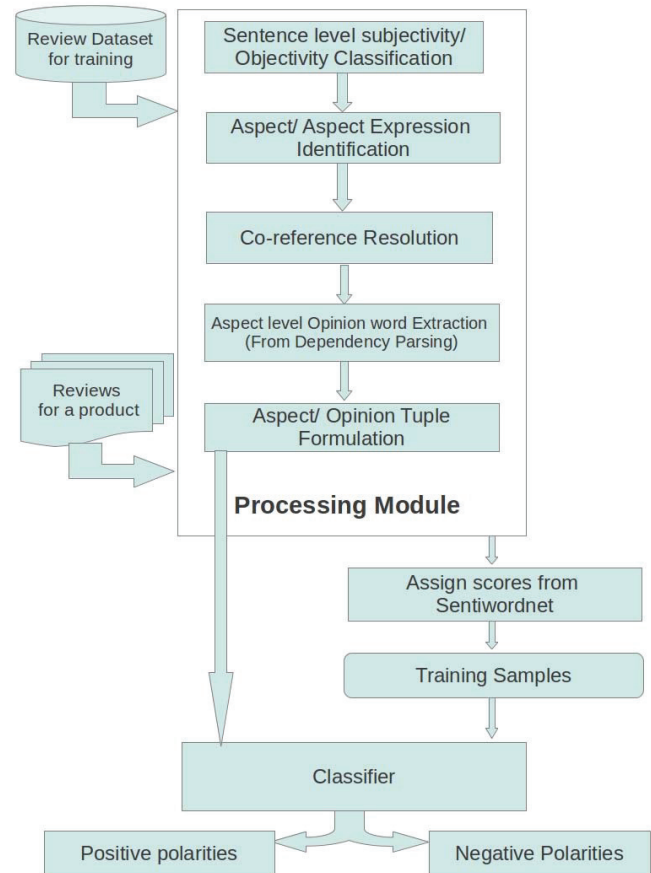 Review Dataset
for training
Sentence level subjectivity/
Objectivity Classification
Aspect/ Aspect Expression
Identification
Co-reference Resolution
Aspect level Opinion word Extraction
(From Dependency Parsing)
Reviews
for a product
Aspect/ Opinion Tuple
Formulation
Processing Module
Assign scores from
Sentiwordnet
Training Samples
Classifier
Positive polarities
Negative Polarities